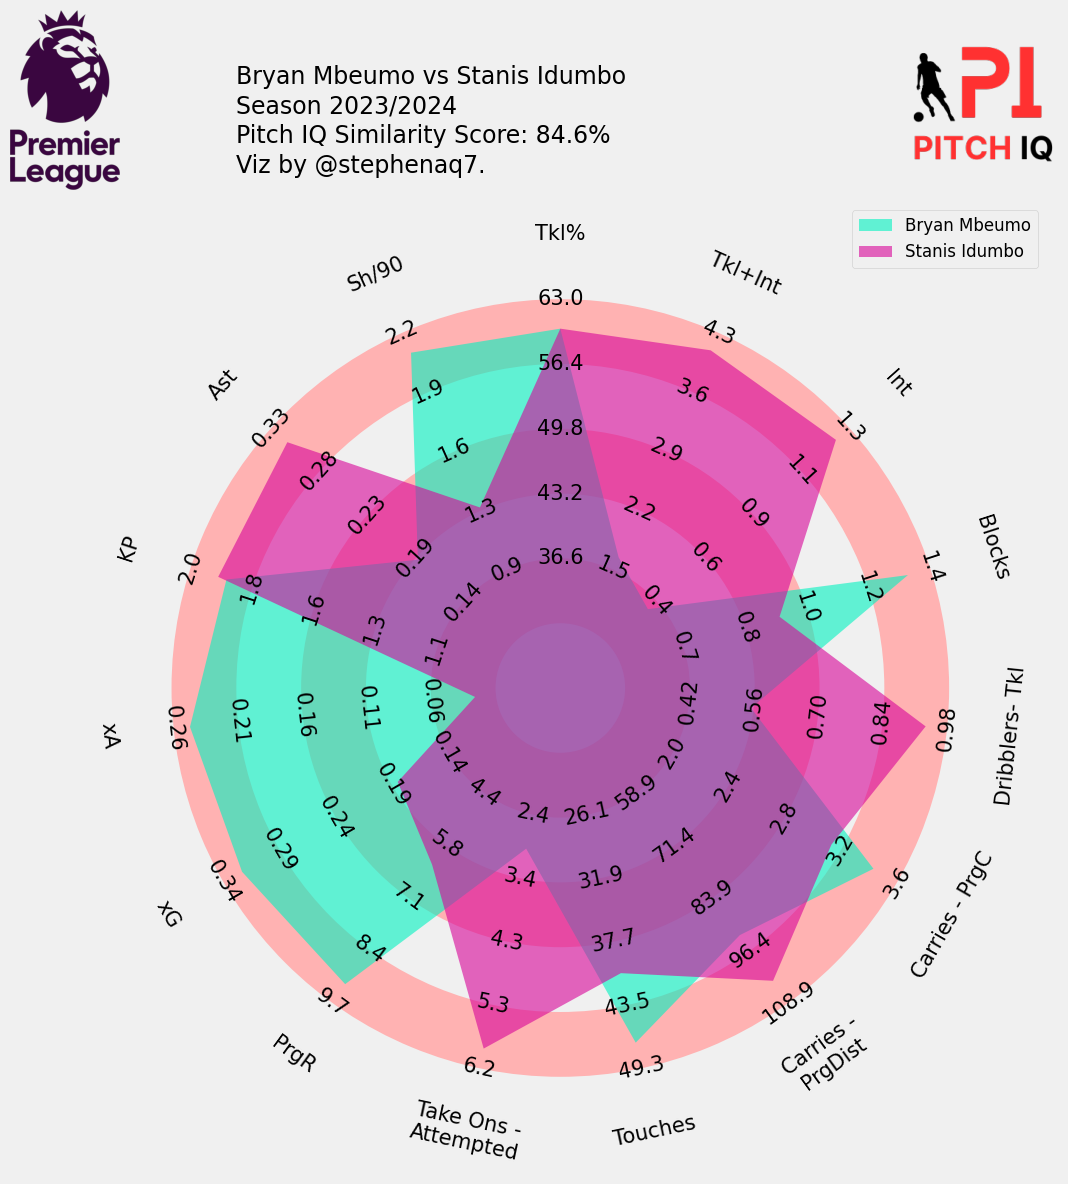 Premier
League
Bryan Mbeumo vs Stanis Idumbo
Season 2023/2024
Pitch IQ Similarity Score: 84.6%
Viz by @stephenaq7.
PI
PITCH IQ
Bryan Mbeumo
Stanis Idumbo
Tkl%
63.0
56.4
49.8
43.2
36.6
Tkl+Int
4.3
3.6
2.9
2.2
1.5
Int
1.3
1.1
0.9
0.6
0.4
Blocks
1.4
1.2
1.0
0.8
0.7
Dribblers- Tkl
0.98
0.84
0.70
0.56
0.42
Carries - PrgC
3.6
3.2
2.8
2.4
2.0
Carries -
PrgDist
108.9
96.4
83.9
71.4
58.9
Touches
49.3
43.5
37.7
31.9
26.1
Take Ons -
Attempted
6.2
5.3
4.3
3.4
2.4
PrgR
9.7
8.4
7.1
5.8
4.4
xG
0.34
0.29
0.24
0.19
0.14
xA
0.26
0.21
0.16
0.11
0.06
KP
2.0
1.8
1.6
1.3
1.1
Ast
0.33
0.28
0.23
0.19
0.14
Sh/90
2.2
1.9
1.6
1.3
0.9